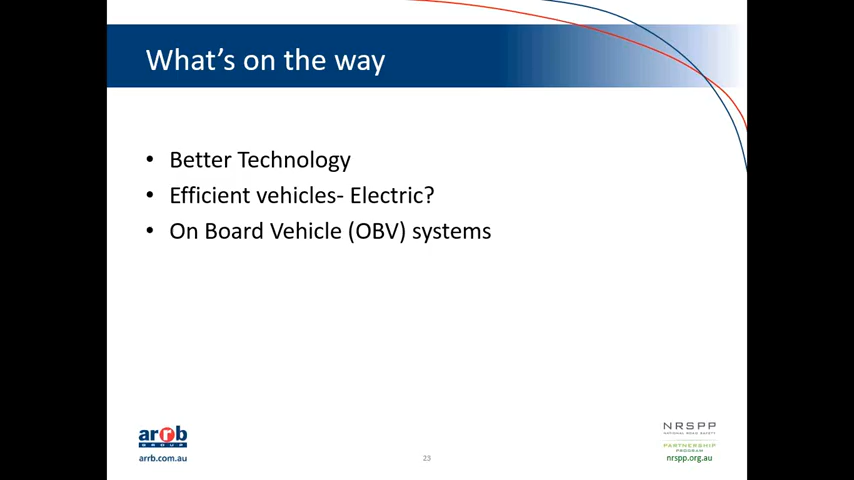 What's on the way
• Better Technology
• Efficient vehicles- Electric?
• On Board Vehicle (OBV) systems
arrb
GROUP
arrb.com.au
23
NRSPP
NATIONAL ROAD SAFETY
PARTNERSHIP
PROGRAM
nrspp.org.au